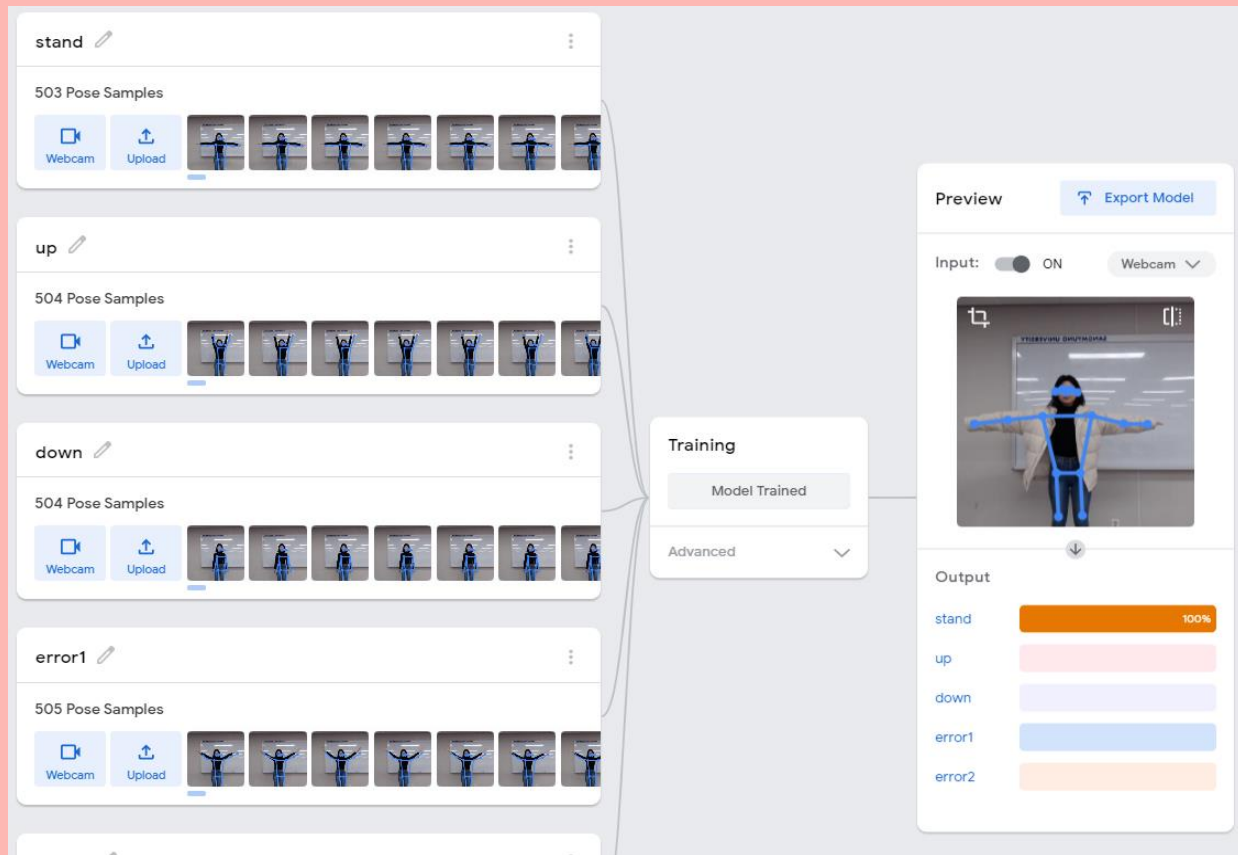 stand
503 Pose Samples
Webcam
Upload
up
504 Pose Samples
Webcam
Upload
down
504 Pose Samples
Webcam
Upload
error1
505 Pose Samples
Webcam
Upload
Training
Model Trained
Advanced
Preview
Export Model
Input:
ON
Webcam
Output
stand
100%
up
down
error1
error2